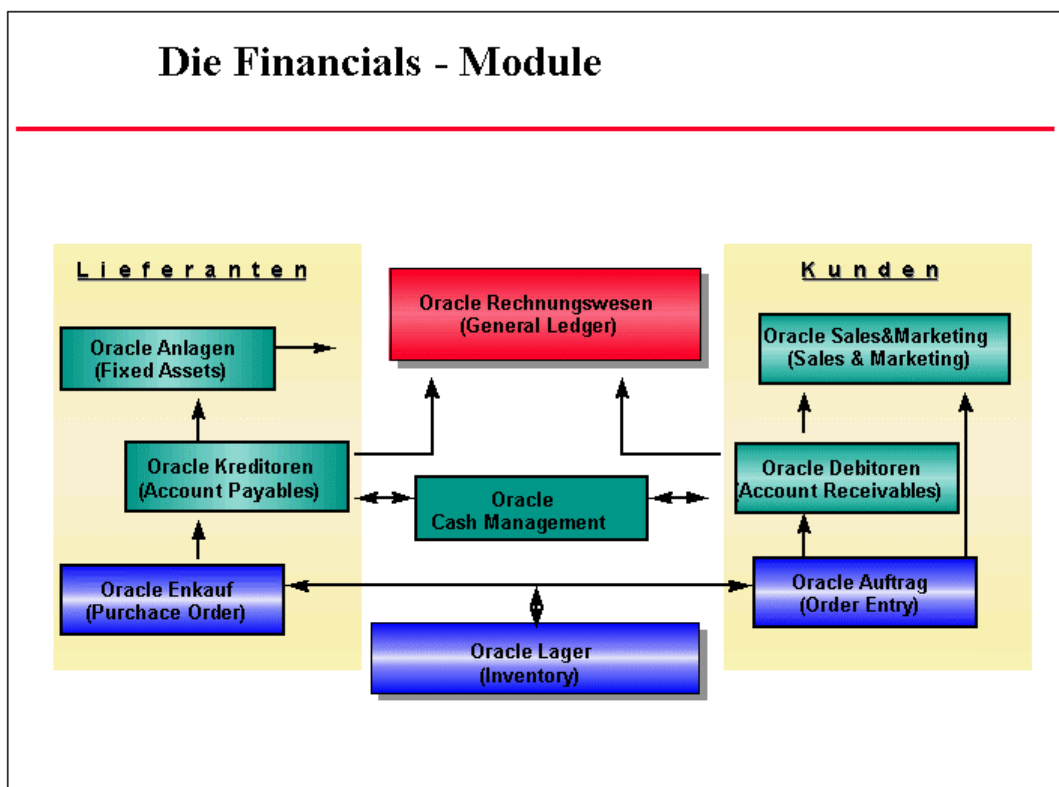 Die Financials - Module
Lieferanten
Oracle Anlagen
(Fixed Assets)
Oracle Kreditoren
(Account Payables)
Oracle Enkauf
(Purchace Order)
Oracle Rechnungswesen
(General Ledger)
Oracle
Cash Management
Oracle Lager
(Inventory)
Kunden
Oracle Sales&Marketing
(Sales & Marketing)
Oracle Debitoren
(Account Receivables)
Oracle Auftrag
(Order Entry)